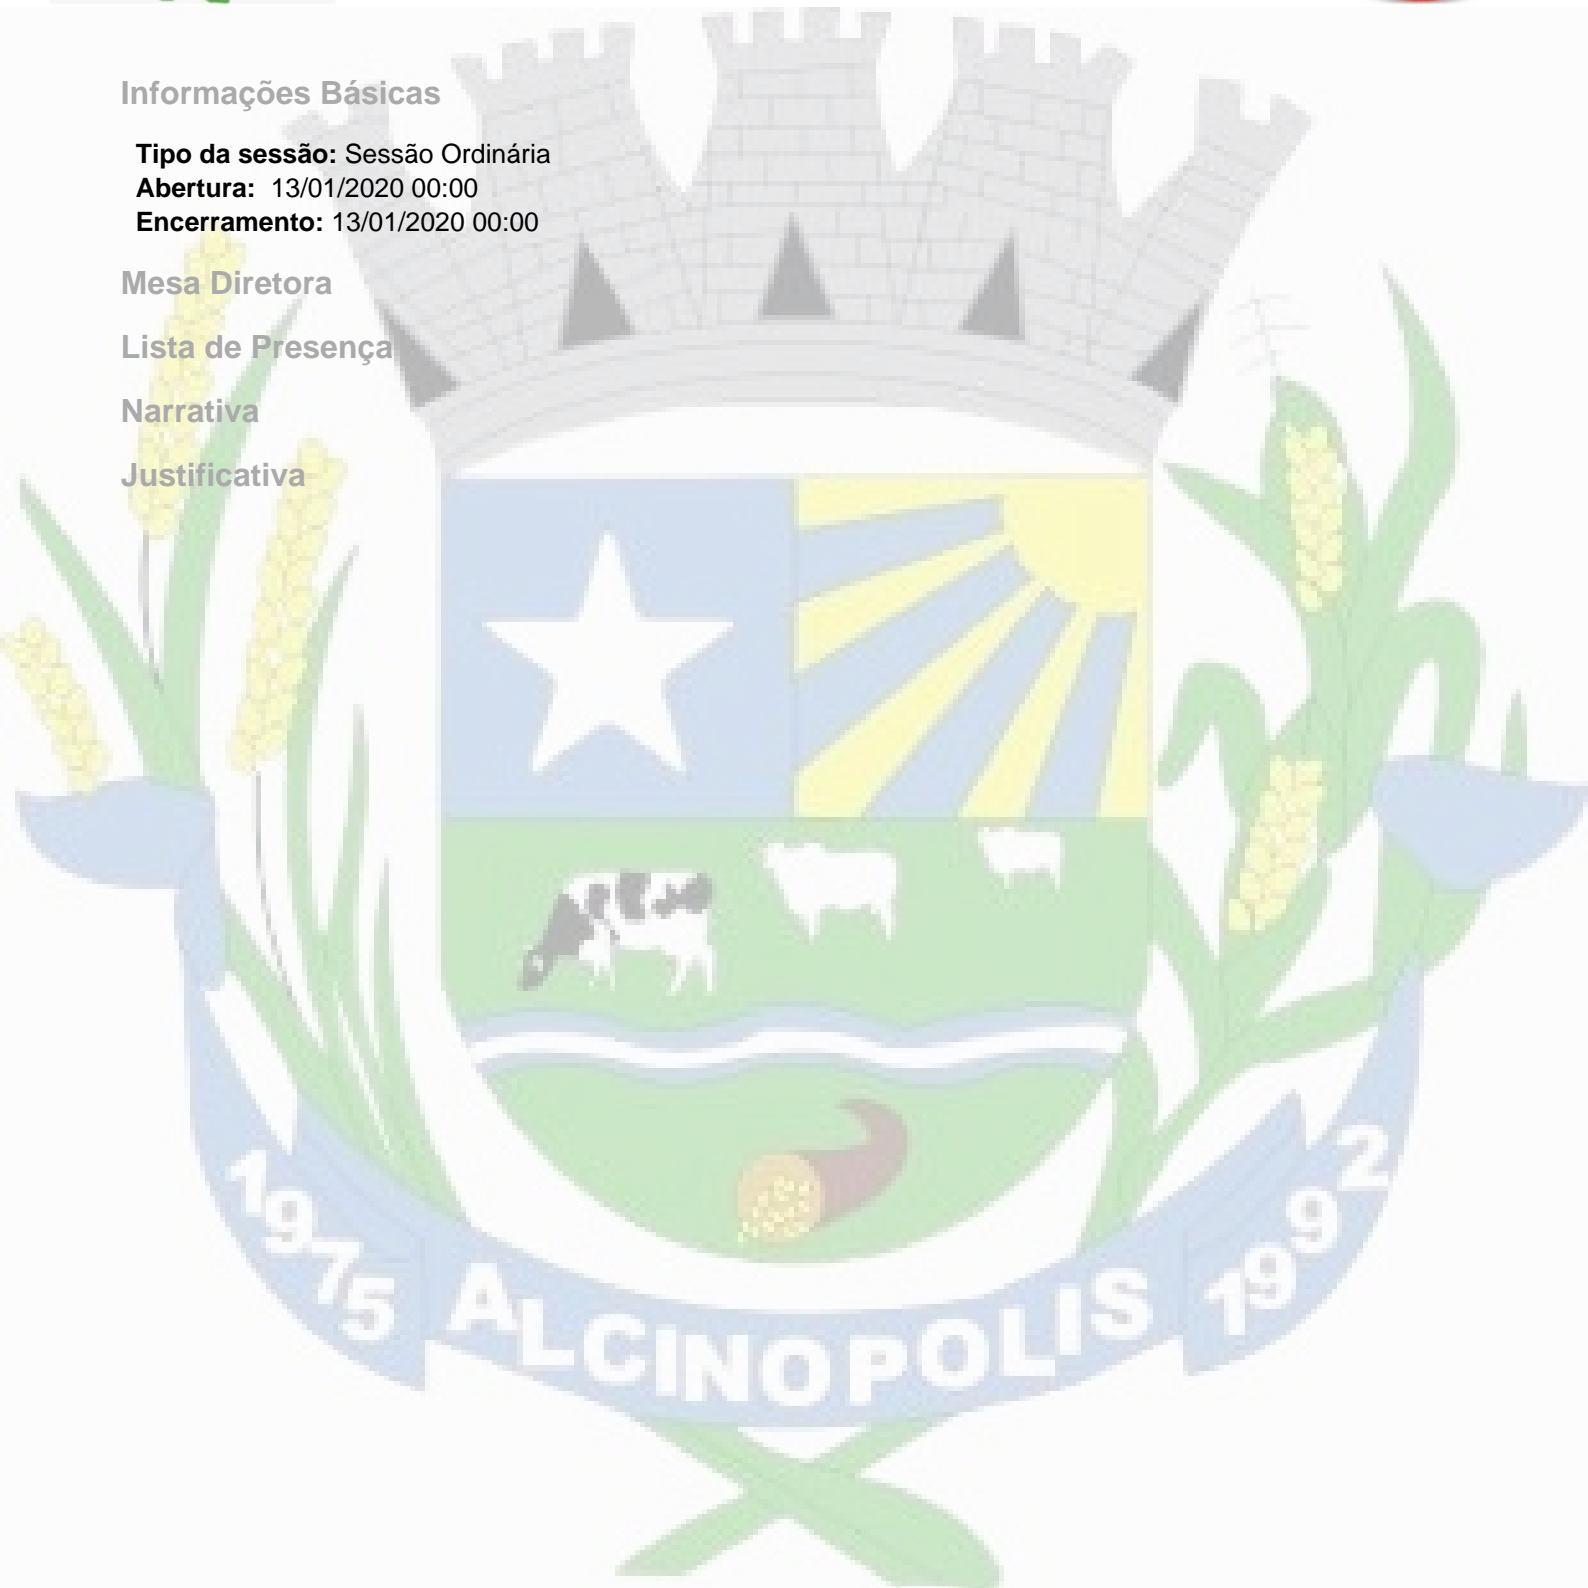 Informações Básicas
Tipo da sessão: Sessão Ordinária
Abertura: 13/01/2020 00:00
Encerramento: 13/01/2020 00:00
Mesa Diretora
Lista de Presença
Narrativa
Justificativa
1975 ALCINOPOLIS 1992